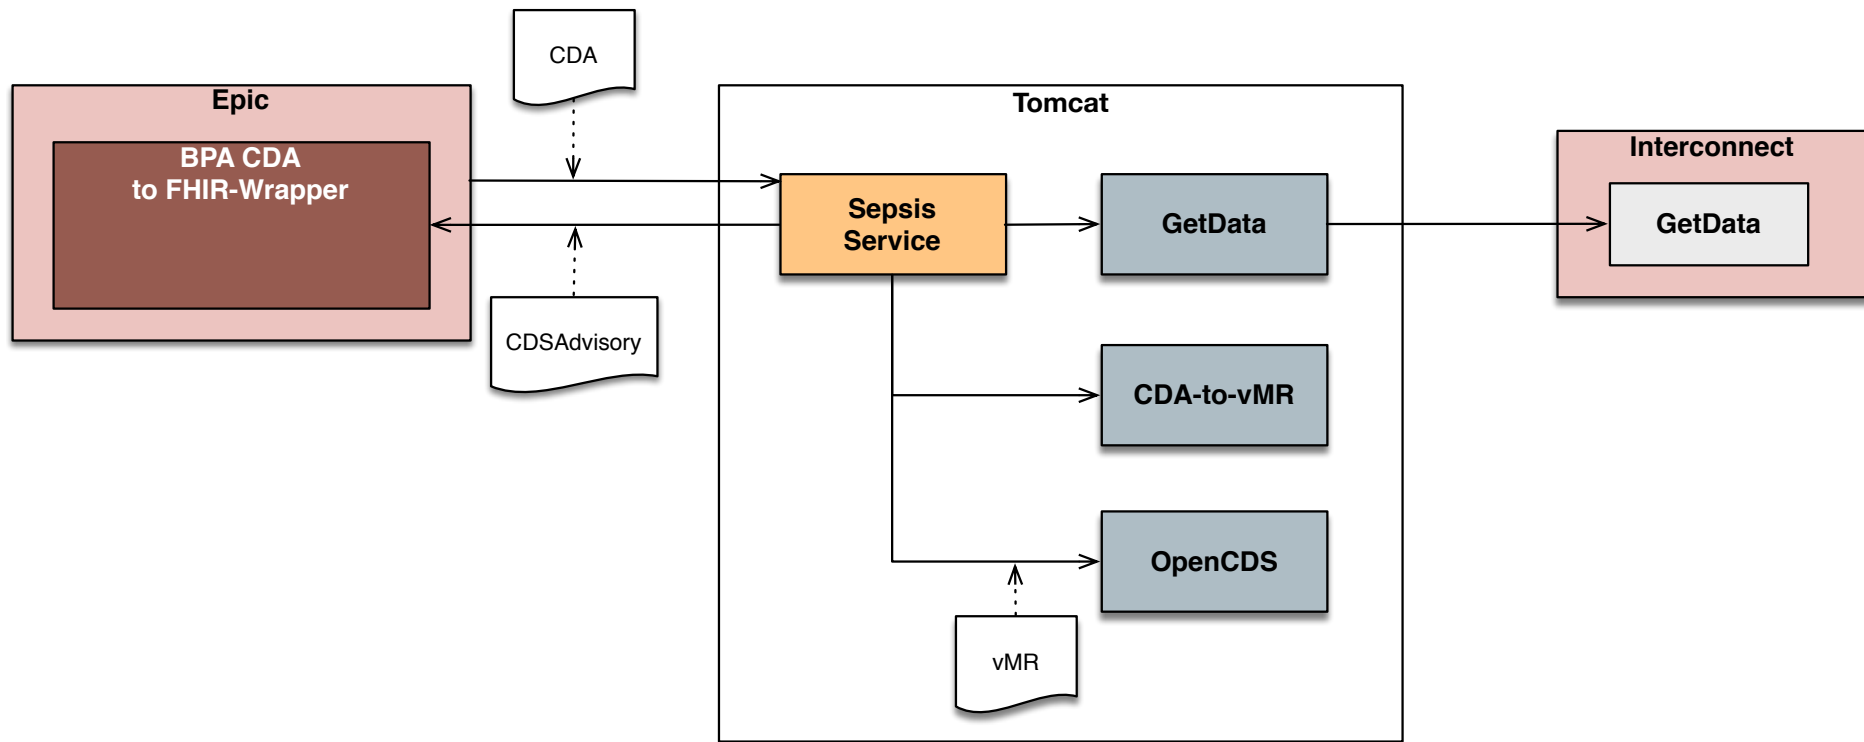 CDA
Epic
BPA CDA
to FHIR-Wrapper
CDSAdvisory
Tomcat
Sepsis
Service
GetData
CDA-to-vMR
OpenCDS
vMR
Interconnect
GetData